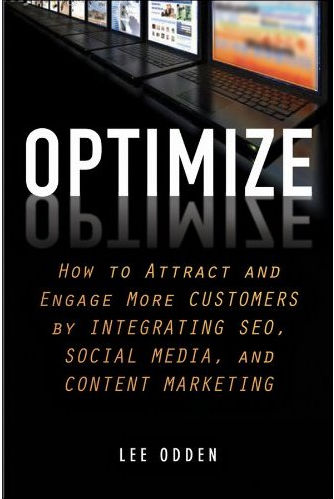 OPTIMIZE
HOW TO ATTRACT AND
ENGAGE MORE CUSTOMERS
BY INTEGRATING SEO,
SOCIAL MEDIA, AND
CONTENT MARKETING
LEE ODDEN